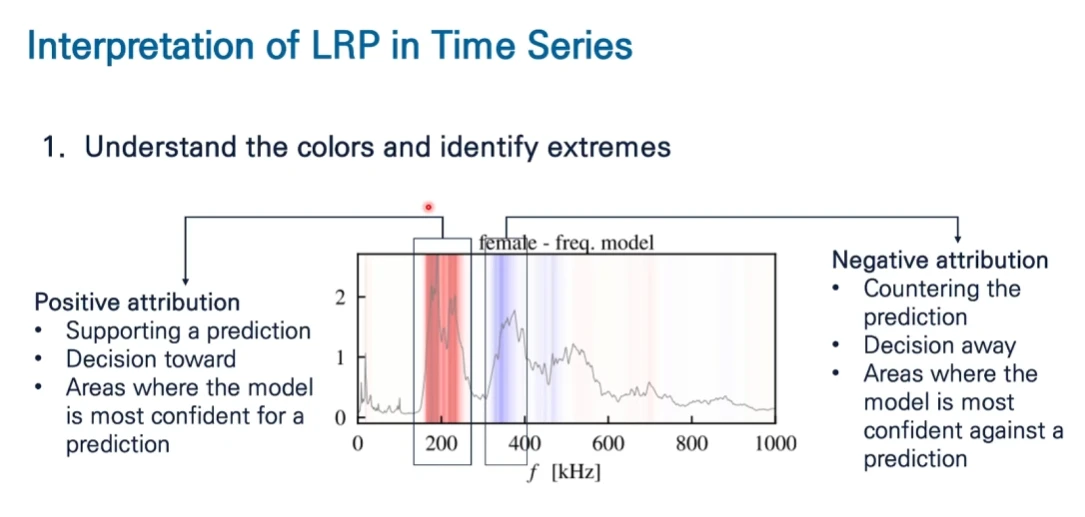 Interpretation of LRP in Time Series
1. Understand the colors and identify extremes
Positive attribution
• Supporting a prediction
• Decision toward
• Areas where the model
is most confident for a
prediction
female - freq. model
2
1
0
0 200 400 600 800 1000
f [kHz]
Negative attribution
• Countering the
prediction
• Decision away
• Areas where the
model is most
confident against a
prediction